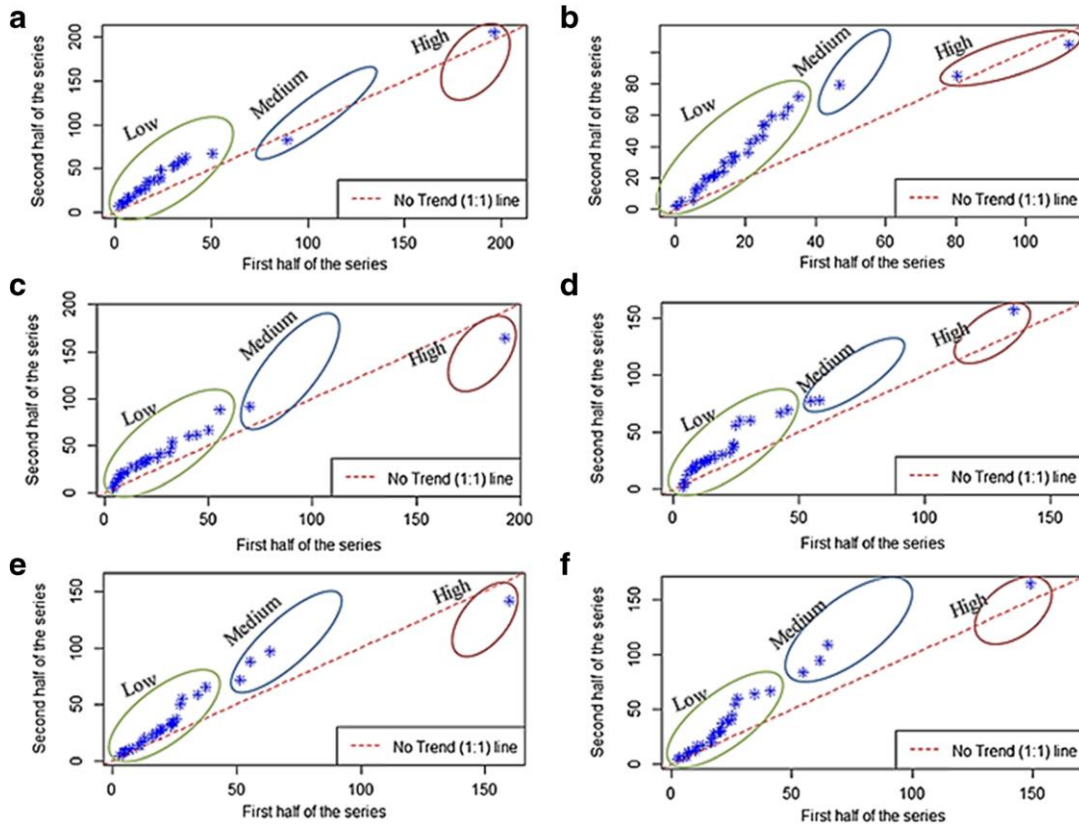 a
Second half of the series
200
150
100
50
0
Low
Medium
High
No Trend (1:1) line
0 50 100 150 200
First half of the series
b
Second half of the series
80
60
40
20
0
Low
Medium
High
No Trend (1:1) line
0 20 40 60 80 100
First half of the series
c
Second half of the series
200
150
100
50
0
Low
Medium
High
No Trend (1:1) line
0 50 100 150 200
First half of the series
d
Second half of the series
150
100
50
0
Low
Medium
High
No Trend (1:1) line
0 50 100 150
First half of the series
e
Second half of the series
150
100
50
0
Low
Medium
High
No Trend (1:1) line
0 50 100 150
First half of the series
f
Second half of the series
150
100
50
0
Low
Medium
High
No Trend (1:1) line
0 50 100 150
First half of the series